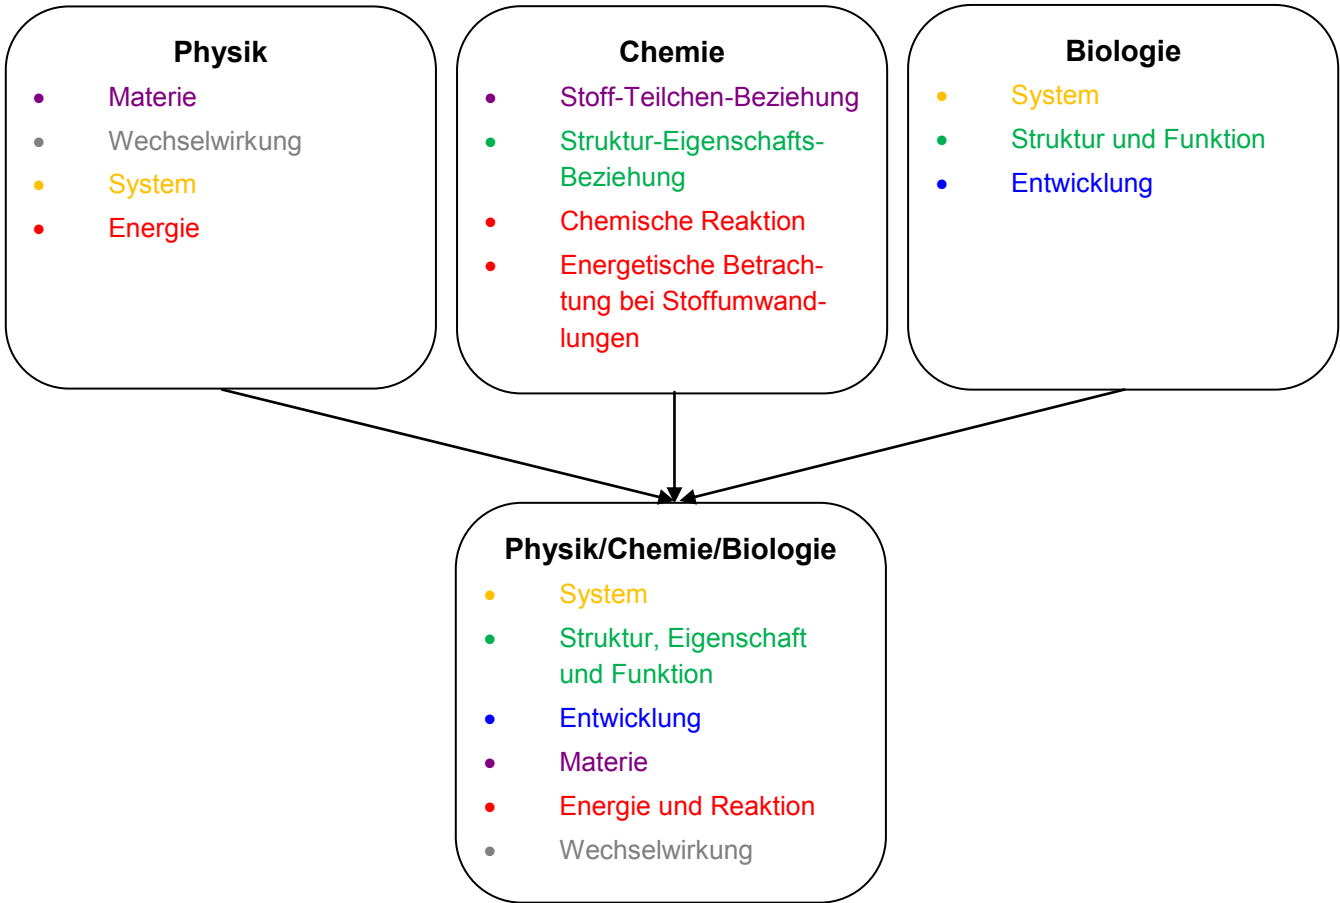 Physik
• Materie
• Wechselwirkung
• System
• Energie
Chemie
• Stoff-Teilchen-Beziehung
• Struktur-Eigenschafts-
Beziehung
• Chemische Reaktion
• Energetische Betrach-
tung bei Stoffumwand-
lungen
Biologie
• System
• Struktur und Funktion
• Entwicklung
Physik/Chemie/Biologie
• System
• Struktur, Eigenschaft
und Funktion
• Entwicklung
• Materie
• Energie und Reaktion
• Wechselwirkung